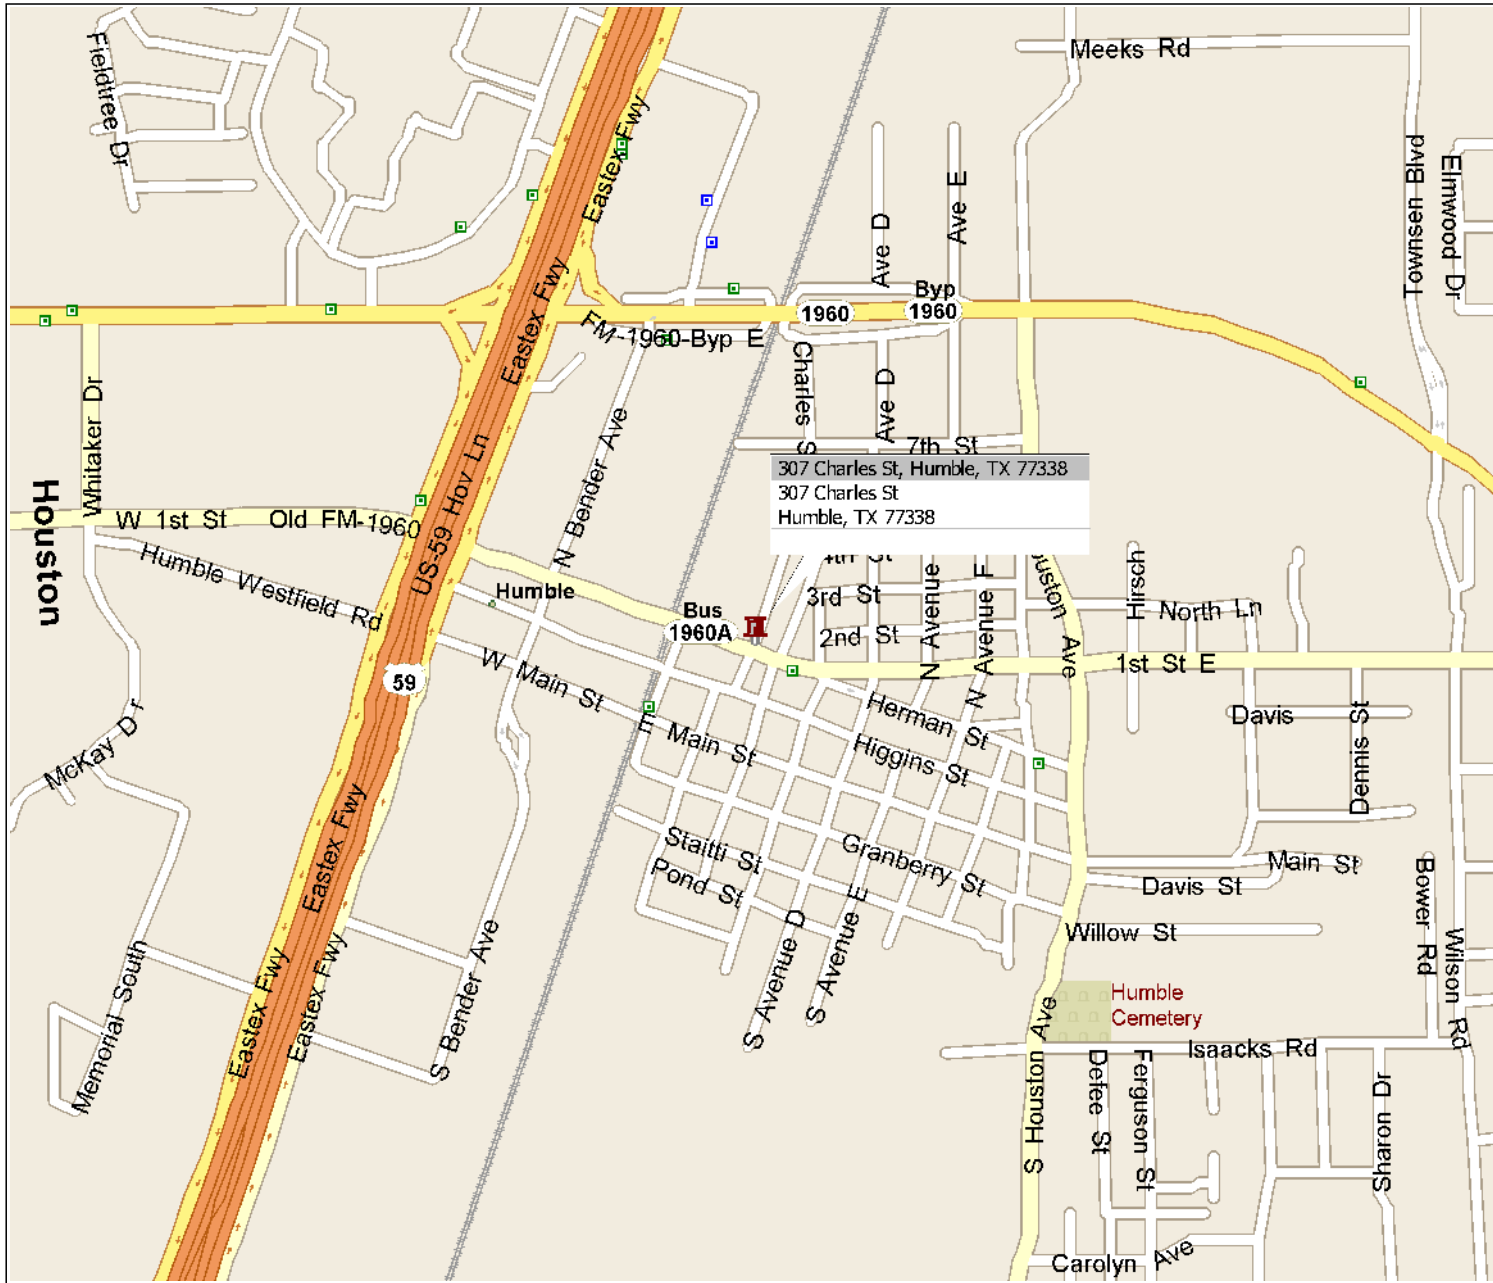 Meeks Rd
Fieldtree Dr
Eastex Fwy
Townsen Blvd
Elmwood Dr
Ave D
Ave E
Eastex Fwy
Byp
1960
1960
FM-1960-Byp E
Charles S
Ave D
Whitaker Dr
N Bender Ave
7th St
US-59 Hov Ln
307 Charles St, Humble, TX 77338
307 Charles St
Humble, TX 77338
Houston
W 1st St
Old FM-1960
Humble Westfield Rd
Humble
4th St
3rd St
2nd St
N Avenue
N Avenue F
uston Ave
Hirsch
North Ln
Bus
1960A
1st St E
59
W Main St
E Main St
Herman St
Higgins St
Davis
Dennis St
McKay Dr
Eastex Fwy
Staitti St
Pond St
Granberry St
Main St
Davis St
Bower Rd
Willow St
Wilson Rd
Memorial South
Eastex Fwy
Eastex Fwy
S Bender Ave
S Avenue D
S Avenue E
Humble
Cemetery
Isaacks Rd
S Houston Ave
Defee St
Ferguson St
Sharon Dr
Carolyn Ave